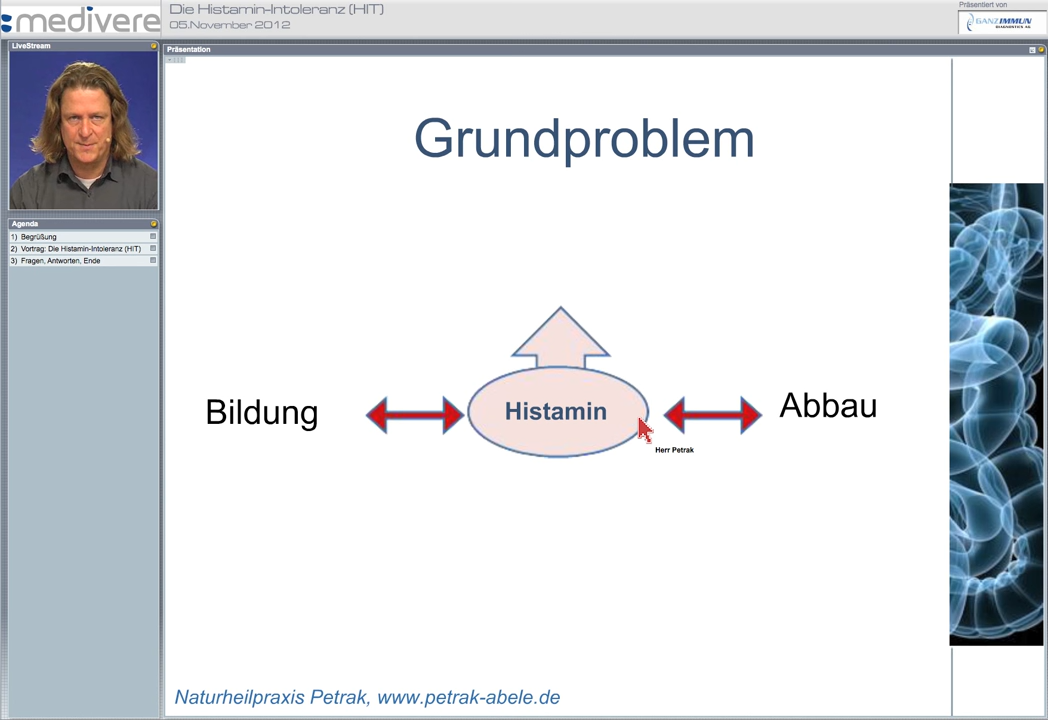 medivere
Die Histamin-Intoleranz (HIT)
05.November 2012
Präsentiert von
GANZIMMUN
DIAGNOSTICS AG
LiveStream
Präsentation
Agenda
1) Begrüßung
2) Vortrag: Die Histamin-Intoleranz (HIT)
3) Fragen, Antworten, Ende
Grundproblem
Bildung
Histamin
Abbau
Herr Petrak
Naturheilpraxis Petrak, www.petrak-abele.de